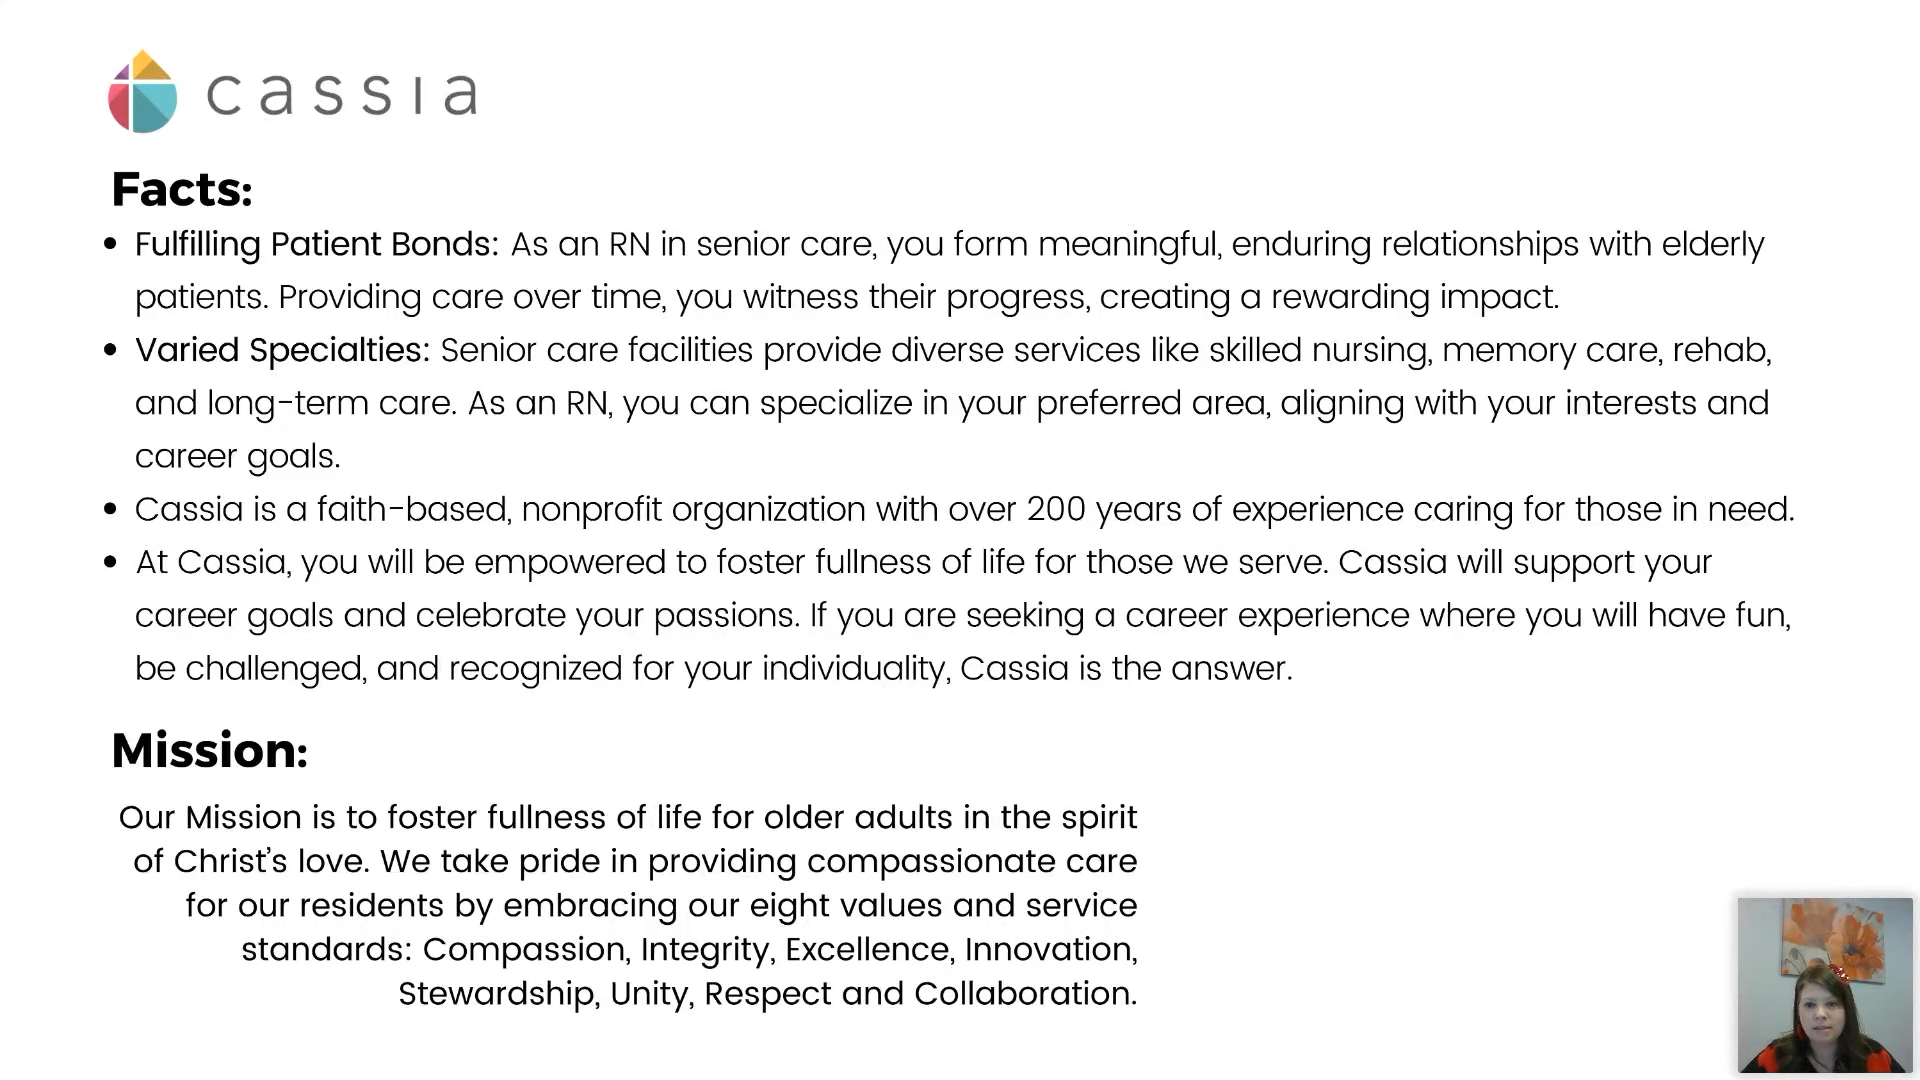 cassia
Facts:
• Fulfilling Patient Bonds: As an RN in senior care, you form meaningful, enduring relationships with elderly
patients. Providing care over time, you witness their progress, creating a rewarding impact.
• Varied Specialties: Senior care facilities provide diverse services like skilled nursing, memory care, rehab,
and long-term care. As an RN, you can specialize in your preferred area, aligning with your interests and
career goals.
• Cassia is a faith-based, nonprofit organization with over 200 years of experience caring for those in need.
• At Cassia, you will be empowered to foster fullness of life for those we serve. Cassia will support your
career goals and celebrate your passions. If you are seeking a career experience where you will have fun,
be challenged, and recognized for your individuality, Cassia is the answer.
Mission:
Our Mission is to foster fullness of life for older adults in the spirit
of Christ's love. We take pride in providing compassionate care
for our residents by embracing our eight values and service
standards: Compassion, Integrity, Excellence, Innovation,
Stewardship, Unity, Respect and Collaboration.